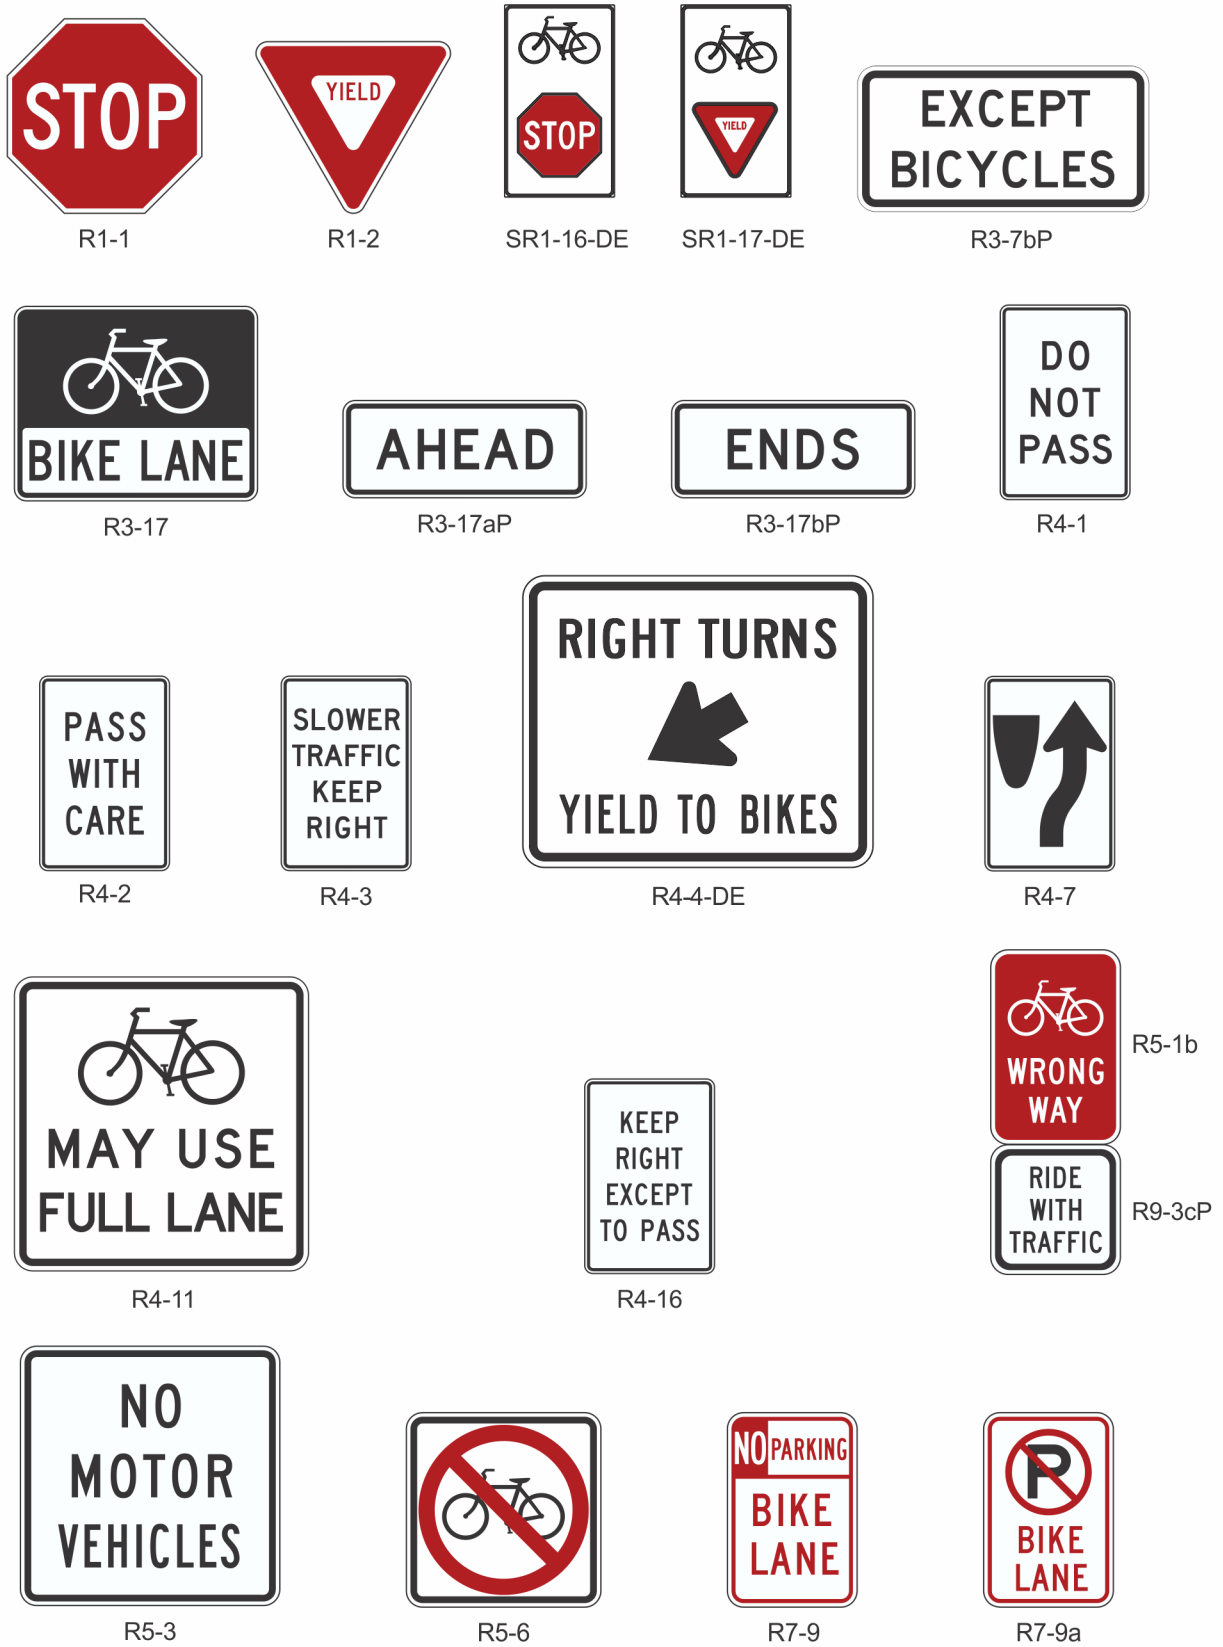 STOP
R1-1
YIELD
R1-2
STOP
SR1-16-DE
YIELD
SR1-17-DE
EXCEPT
BICYCLES
R3-7bP
BIKE LANE
R3-17
AHEAD
R3-17aP
ENDS
R3-17bP
DO
NOT
PASS
R4-1
PASS
WITH
CARE
R4-2
SLOWER
TRAFFIC
KEEP
RIGHT
R4-3
RIGHT TURNS
YIELD TO BIKES
R4-4-DE
R4-7
MAY USE
FULL LANE
R4-11
KEEP
RIGHT
EXCEPT
TO PASS
R4-16
WRONG
WAY
R5-1b
RIDE
WITH
TRAFFIC
R9-3cP
NO
MOTOR
VEHICLES
R5-3
R5-6
NO PARKING
BIKE
LANE
R7-9
P
BIKE
LANE
R7-9a